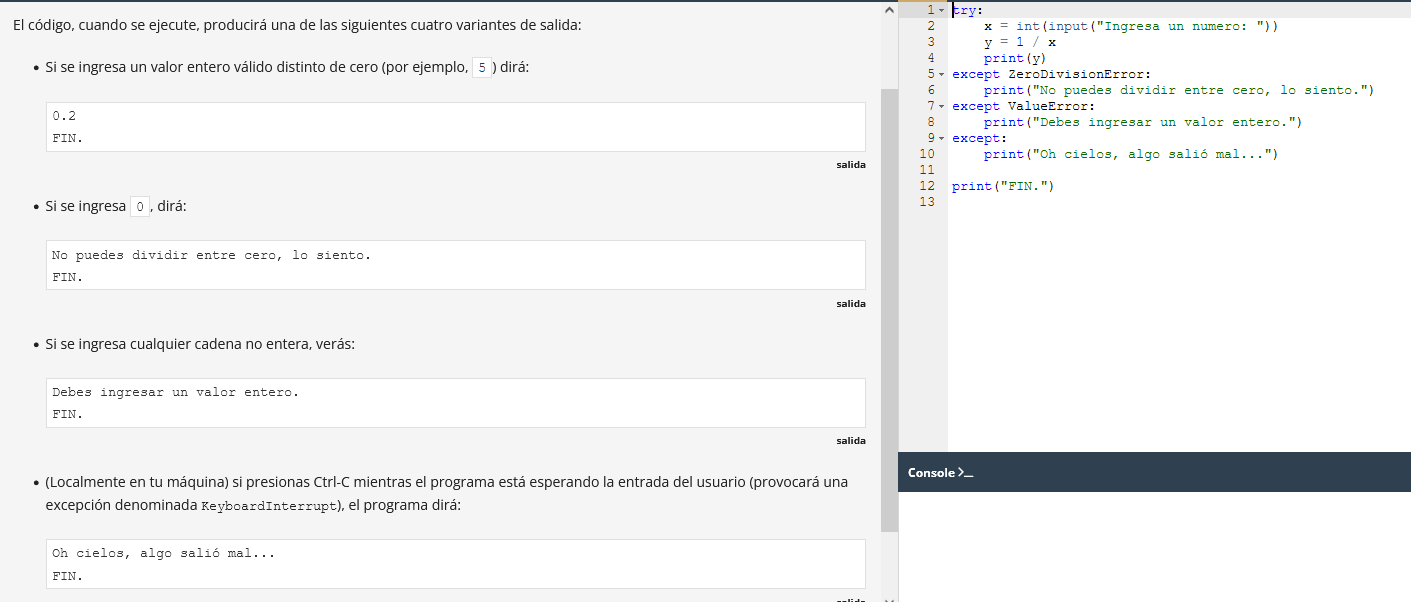 El código, cuando se ejecute, producirá una de las siguientes cuatro variantes de salida:
• Si se ingresa un valor entero válido distinto de cero (por ejemplo, 5 ) dirá:
0.2
FIN.
salida
• Si se ingresa 0 , dirá:
No puedes dividir entre cero, lo siento.
FIN.
salida
• Si se ingresa cualquier cadena no entera, verás:
Debes ingresar un valor entero.
FIN.
salida
• (Localmente en tu máquina) si presionas Ctrl-C mientras el programa está esperando la entrada del usuario (provocará una
excepción denominada KeyboardInterrupt), el programa dirá:
Oh cielos, algo salió mal...
FIN.
salida
1 try:
2     x = int(input("Ingresa un numero: "))
3     y = 1 / x
4     print(y)
5 except ZeroDivisionError:
6     print("No puedes dividir entre cero, lo siento.")
7 except ValueError:
8     print("Debes ingresar un valor entero.")
9 except:
10     print("Oh cielos, algo salió mal...")
11
12 print("FIN.")
13
Console >_